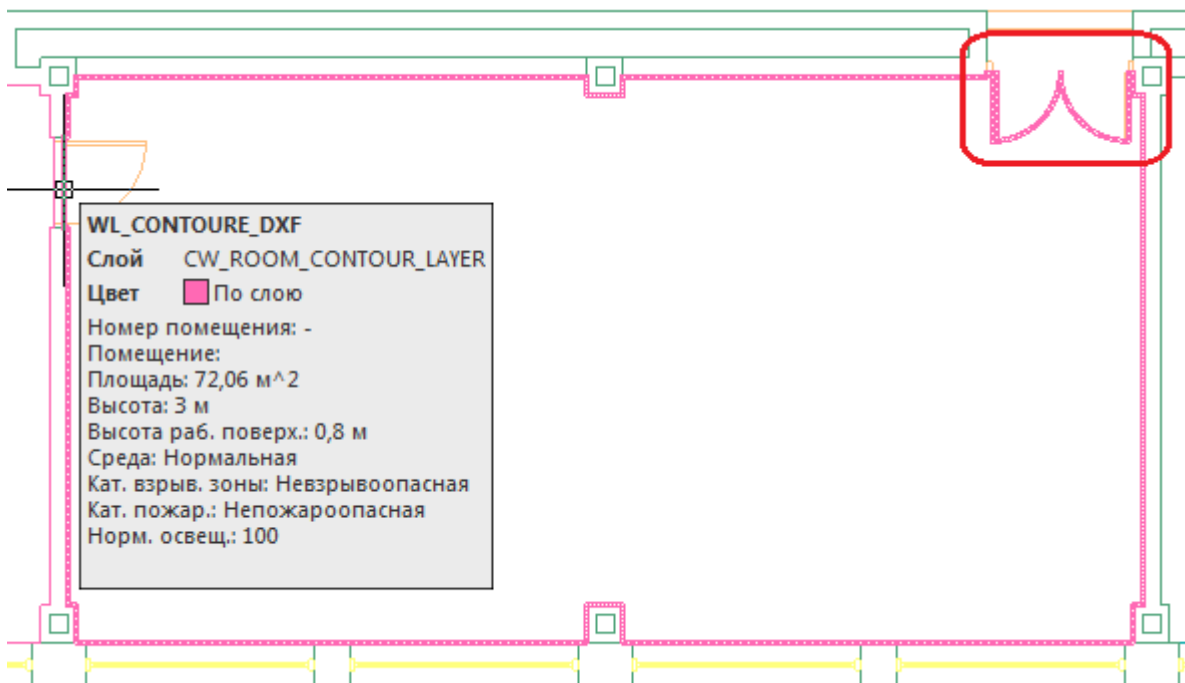 WL_CONTOURE_DXF
Слой CW_ROOM_CONTOUR_LAYER
Цвет По слою
Номер помещения: -
Помещение:
Площадь: 72,06 м^2
Высота: 3 м
Высота раб. поверх.: 0,8 м
Среда: Нормальная
Кат. взрыв. зоны: Невзрывоопасная
Кат. пожар.: Непожароопасная
Норм. освещ.: 100